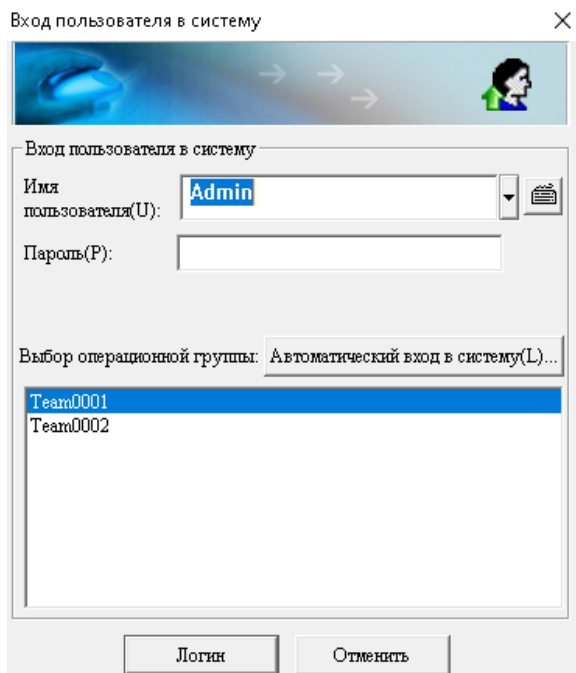 Вход пользователя в систему
Вход пользователя в систему
Имя
пользователя(U):
Admin
Пароль(P):
Выбор операционной группы:
Автоматический вход в систему(L)...
Team0001
Team0002
Логин
Отменить